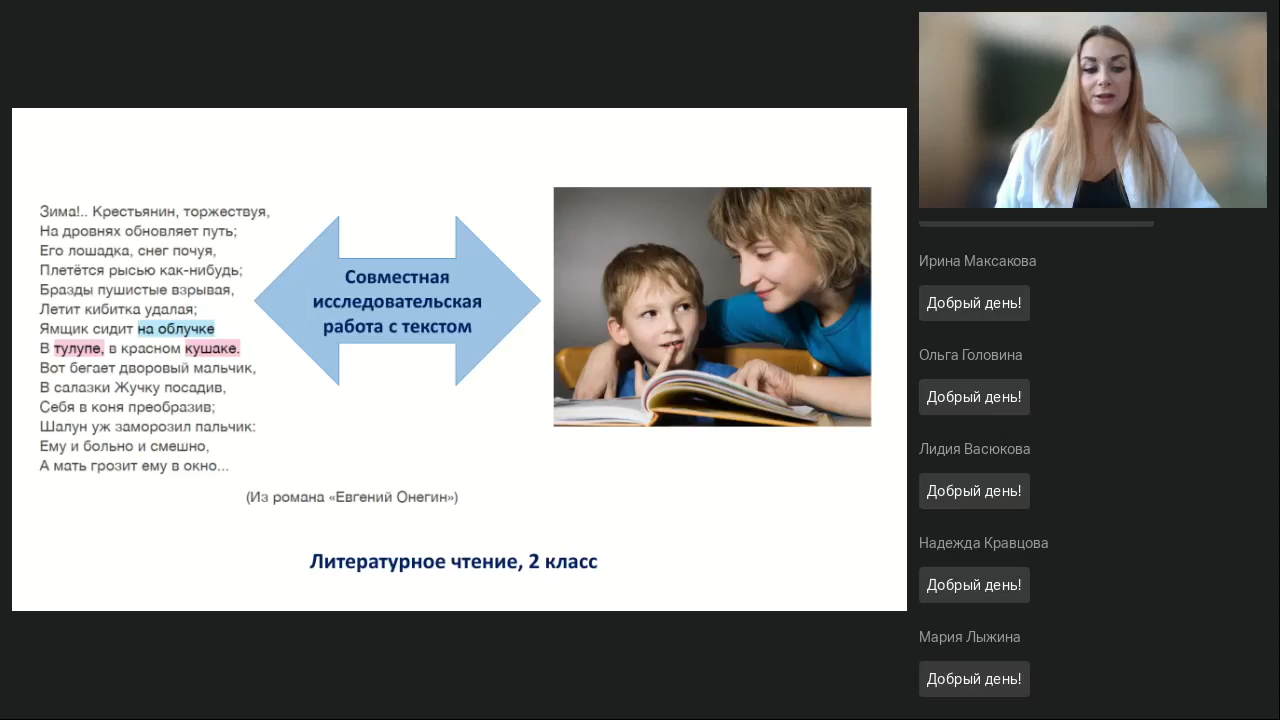 Зима!.. Крестьянин, торжествуя,
На дровнях обновляет путь;
Его лошадка, снег почуя,
Плетётся рысью как-нибудь;
Бразды пушистые взрывая,
Летит кибитка удалая;
Ямщик сидит на облучке
В тулупе, в красном кушаке.
Вот бегает дворовый мальчик,
В салазки Жучку посадив,
Себя в коня преобразив;
Шалун уж заморозил пальчик:
Ему и больно и смешно,
А мать грозит ему в окно...
(Из романа «Евгений Онегин»)
Совместная
исследовательская
работа с текстом
Литературное чтение, 2 класс
Ирина Максакова
Добрый день!
Ольга Головина
Добрый день!
Лидия Васюкова
Добрый день!
Надежда Кравцова
Добрый день!
Мария Лыжина
Добрый день!